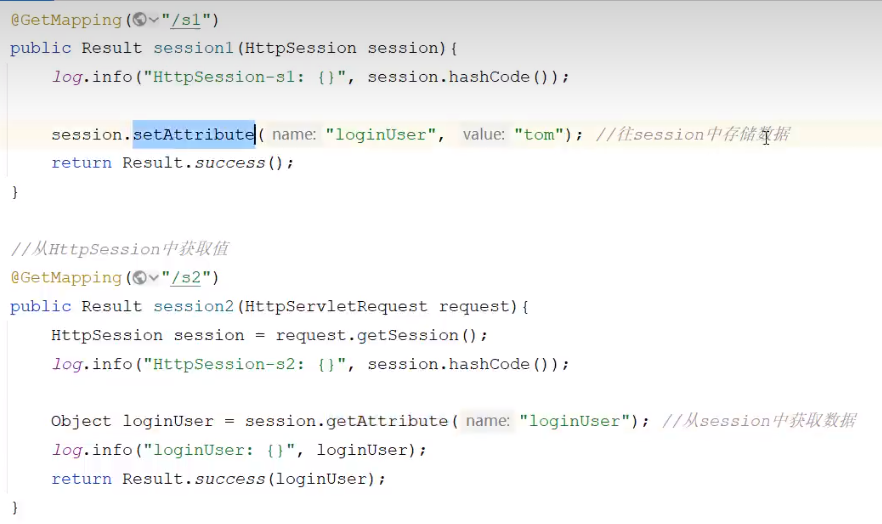 @GetMapping("/s1")
public Result session1(HttpSession session){
log.info("HttpSession-s1: {}", session.hashCode());
session.setAttribute( name: "loginUser", value: "tom"); //往session中存储数据
return Result.success();
}
//从HttpSession中获取值
@GetMapping("/s2")
public Result session2(HttpServletRequest request){
HttpSession session = request.getSession();
log.info("HttpSession-s2: {}", session.hashCode());
Object loginUser = session.getAttribute( name: "loginUser"); //从session中获取数据
log.info("loginUser: {}", loginUser);
return Result.success(loginUser);
}